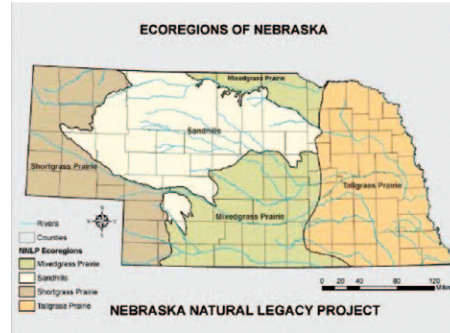 ECOREGIONS OF NEBRASKA
Mixedgrass Prairie
Sandhills
Shortgrass Prairie
Tallgrass Prairie
Mixedgrass Prairie
Rivers
Counties
NNLP Ecoregions
Mixedgrass Prairie
Sandhills
Shortgrass Prairie
Tallgrass Prairie
0 20 40 80 120
Miles
NEBRASKA NATURAL LEGACY PROJECT